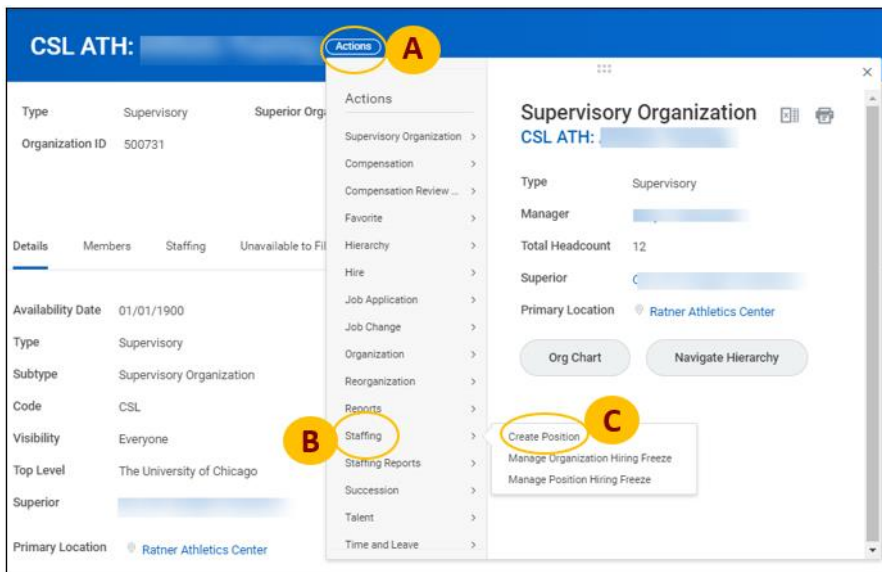 CSL ATH:
Actions
A
Type Supervisory Superior Orga
Organization ID 500731
Details Members Staffing Unavailable to Fil
Availability Date 01/01/1900
Type Supervisory
Subtype Supervisory Organization
Code CSL
Visibility Everyone
Top Level The University of Chicago
Superior
Primary Location Ratner Athletics Center
Actions
Supervisory Organization >
Compensation >
Compensation Review ... >
Favorite >
Hierarchy >
Hire >
Job Application >
Job Change >
Organization >
Reorganization >
Reports >
B
Staffing >
Staffing Reports >
Succession >
Talent >
Time and Leave >
C
Create Position
Manage Organization Hiring Freeze
Manage Position Hiring Freeze
×
Supervisory Organization
CSL ATH:
Type Supervisory
Manager
Total Headcount 12
Superior
Primary Location Ratner Athletics Center
Org Chart Navigate Hierarchy